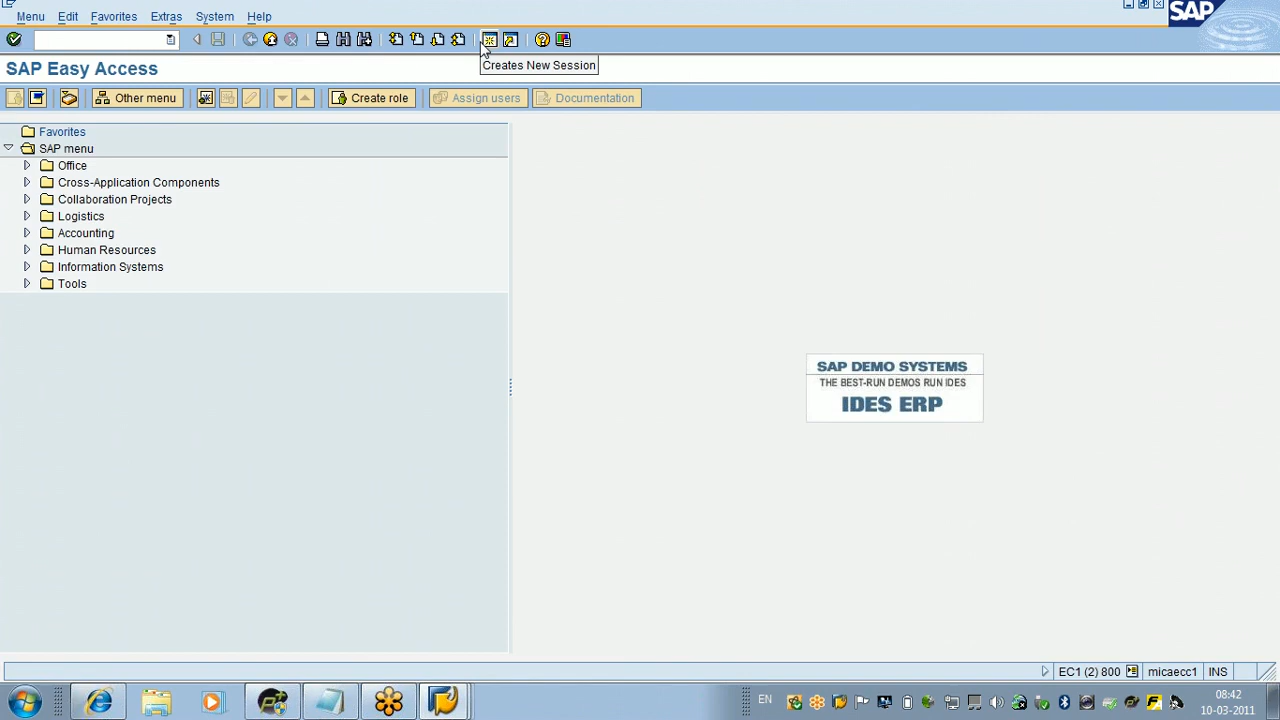 Menu Edit Favorites Extras System Help
SAP
Creates New Session
SAP Easy Access
Other menu Create role Assign users Documentation
Favorites
SAP menu
Office
Cross-Application Components
Collaboration Projects
Logistics
Accounting
Human Resources
Information Systems
Tools
SAP DEMO SYSTEMS
THE BEST-RUN DEMOS RUN IDES
IDES ERP
EC1 (2) 800 micaecc1 INS
EN
08:42
10-03-2011